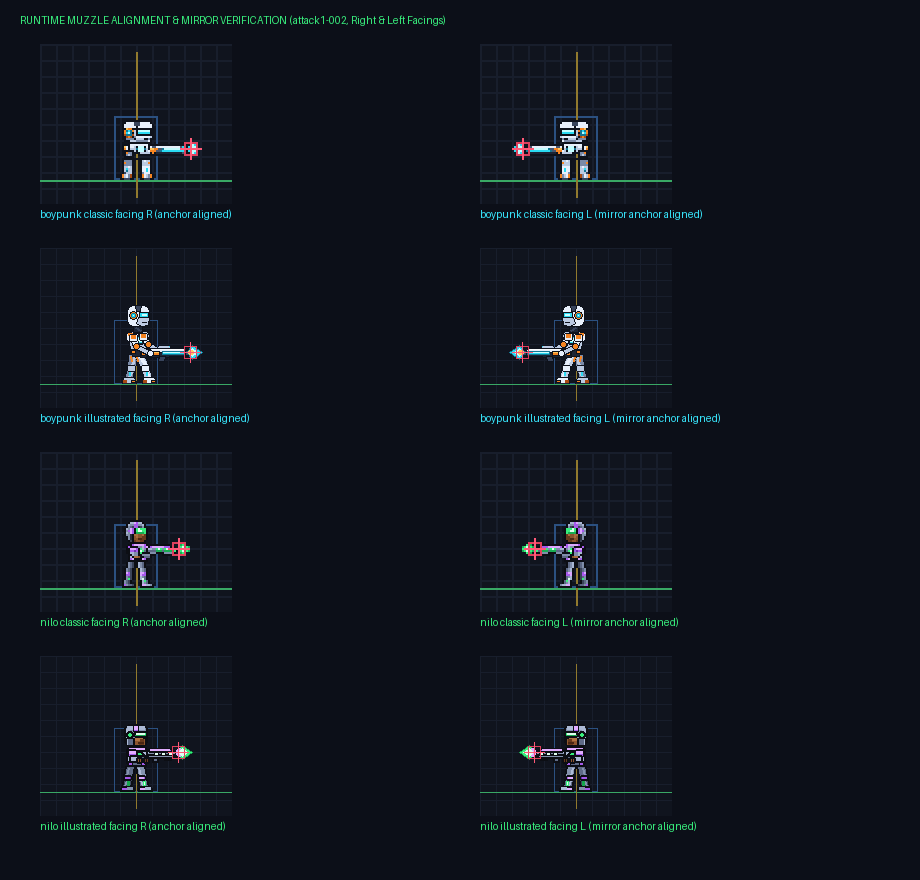 RUNTIME MUZZLE ALIGNMENT & MIRROR VERIFICATION (attack1-002, Right & Left Facings)
boypunk classic facing R (anchor aligned)
boypunk classic facing L (mirror anchor aligned)
boypunk illustrated facing R (anchor aligned)
boypunk illustrated facing L (mirror anchor aligned)
nilo classic facing R (anchor aligned)
nilo classic facing L (mirror anchor aligned)
nilo illustrated facing R (anchor aligned)
nilo illustrated facing L (mirror anchor aligned)